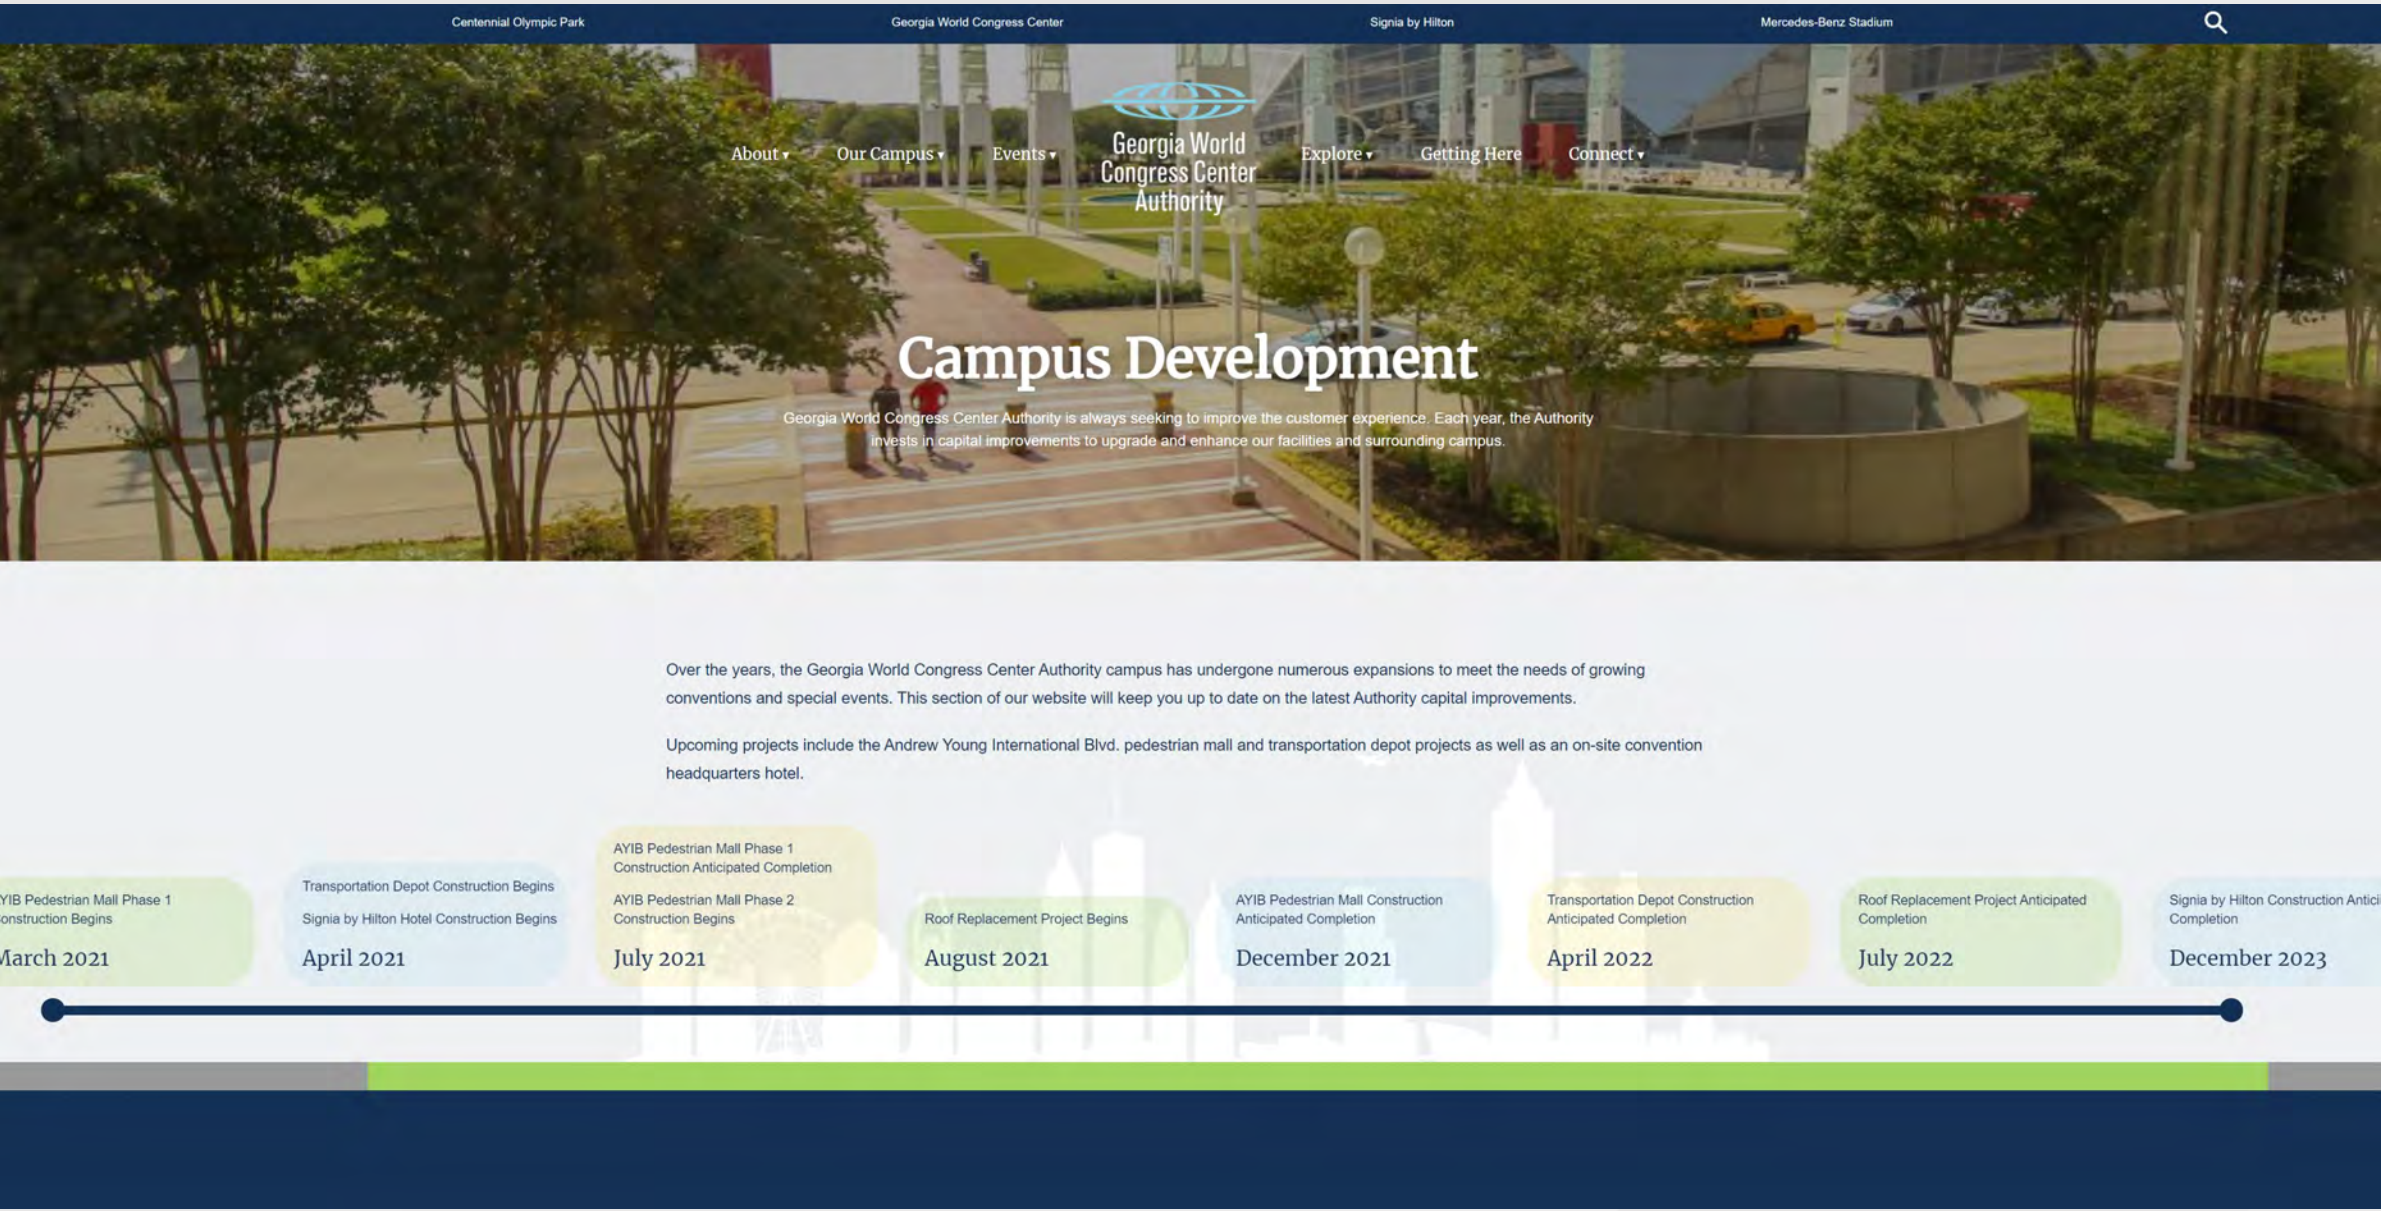 Centennial Olympic Park
Georgia World Congress Center
Signia by Hilton
Mercedes-Benz Stadium
About ▾
Our Campus ▾
Events ▾
Georgia World
Congress Center
Authority
Explore ▾
Getting Here
Connect ▾
Campus Development
Georgia World Congress Center Authority is always seeking to improve the customer experience. Each year, the Authority
invests in capital improvements to upgrade and enhance our facilities and surrounding campus.
Over the years, the Georgia World Congress Center Authority campus has undergone numerous expansions to meet the needs of growing
conventions and special events. This section of our website will keep you up to date on the latest Authority capital improvements.
Upcoming projects include the Andrew Young International Blvd. pedestrian mall and transportation depot projects as well as an on-site convention
headquarters hotel.
YIB Pedestrian Mall Phase 1
onstruction Begins
March 2021
Transportation Depot Construction Begins
Signia by Hilton Hotel Construction Begins
April 2021
AYIB Pedestrian Mall Phase 1
Construction Anticipated Completion
AYIB Pedestrian Mall Phase 2
Construction Begins
July 2021
Roof Replacement Project Begins
August 2021
AYIB Pedestrian Mall Construction
Anticipated Completion
December 2021
Transportation Depot Construction
Anticipated Completion
April 2022
Roof Replacement Project Anticipated
Completion
July 2022
Signia by Hilton Construction Antici
Completion
December 2023